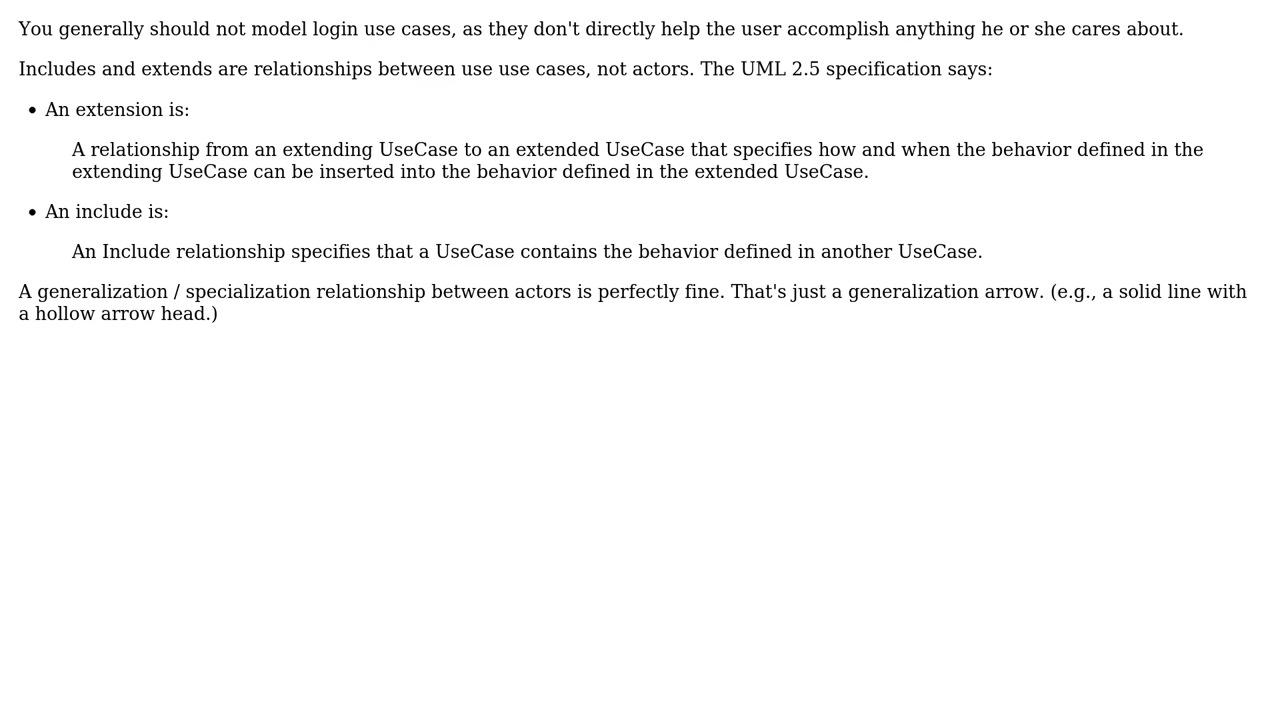 You generally should not model login use cases, as they don't directly help the user accomplish anything he or she cares about.
Includes and extends are relationships between use use cases, not actors. The UML 2.5 specification says:
• An extension is:
A relationship from an extending UseCase to an extended UseCase that specifies how and when the behavior defined in the
extending UseCase can be inserted into the behavior defined in the extended UseCase.
• An include is:
An Include relationship specifies that a UseCase contains the behavior defined in another UseCase.
A generalization / specialization relationship between actors is perfectly fine. That's just a generalization arrow. (e.g., a solid line with
a hollow arrow head.)